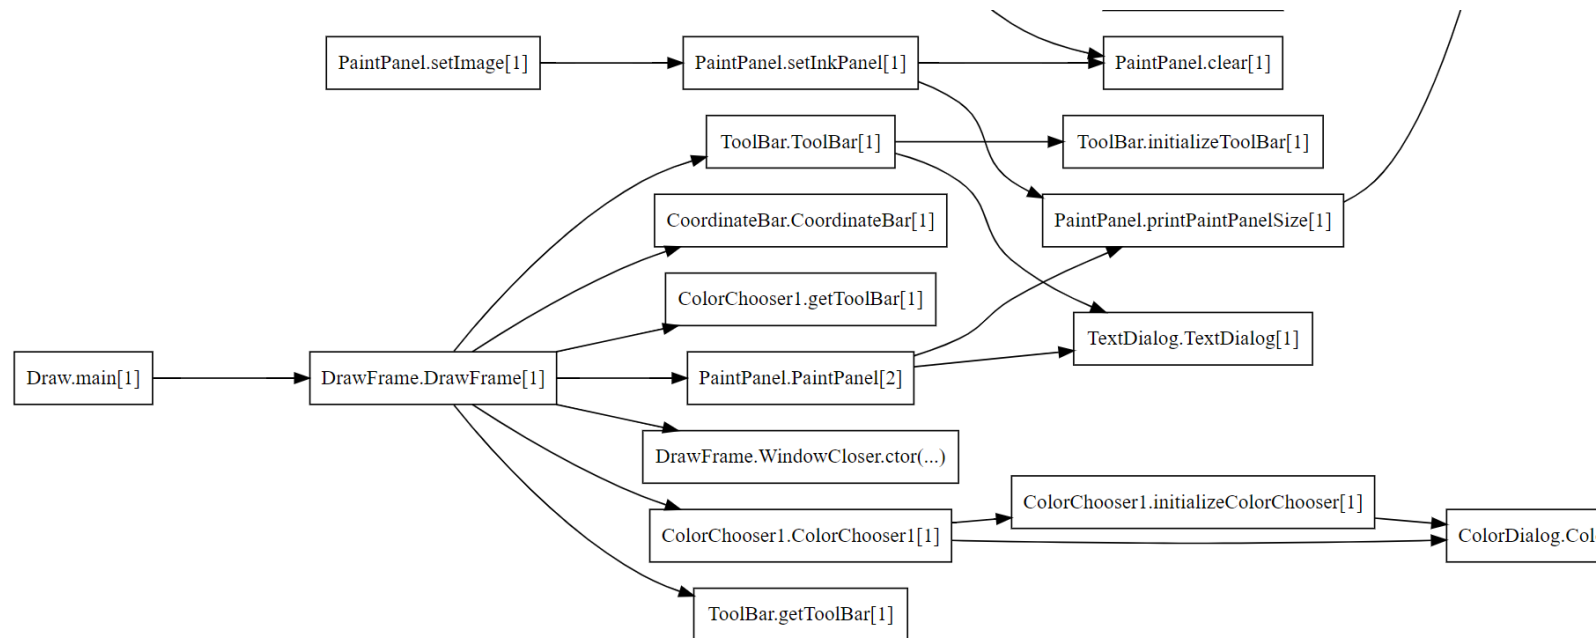 PaintPanel.setImage[1]
PaintPanel.setInkPanel[1]
PaintPanel.clear[1]
ToolBar.ToolBar[1]
ToolBar.initializeToolBar[1]
CoordinateBar.CoordinateBar[1]
PaintPanel.printPaintPanelSize[1]
ColorChooser1.getToolBar[1]
TextDialog.TextDialog[1]
Draw.main[1]
DrawFrame.DrawFrame[1]
PaintPanel.PaintPanel[2]
DrawFrame.WindowCloser.ctor(...)
ColorChooser1.initializeColorChooser[1]
ColorChooser1.ColorChooser1[1]
ColorDialog.Col
ToolBar.getToolBar[1]